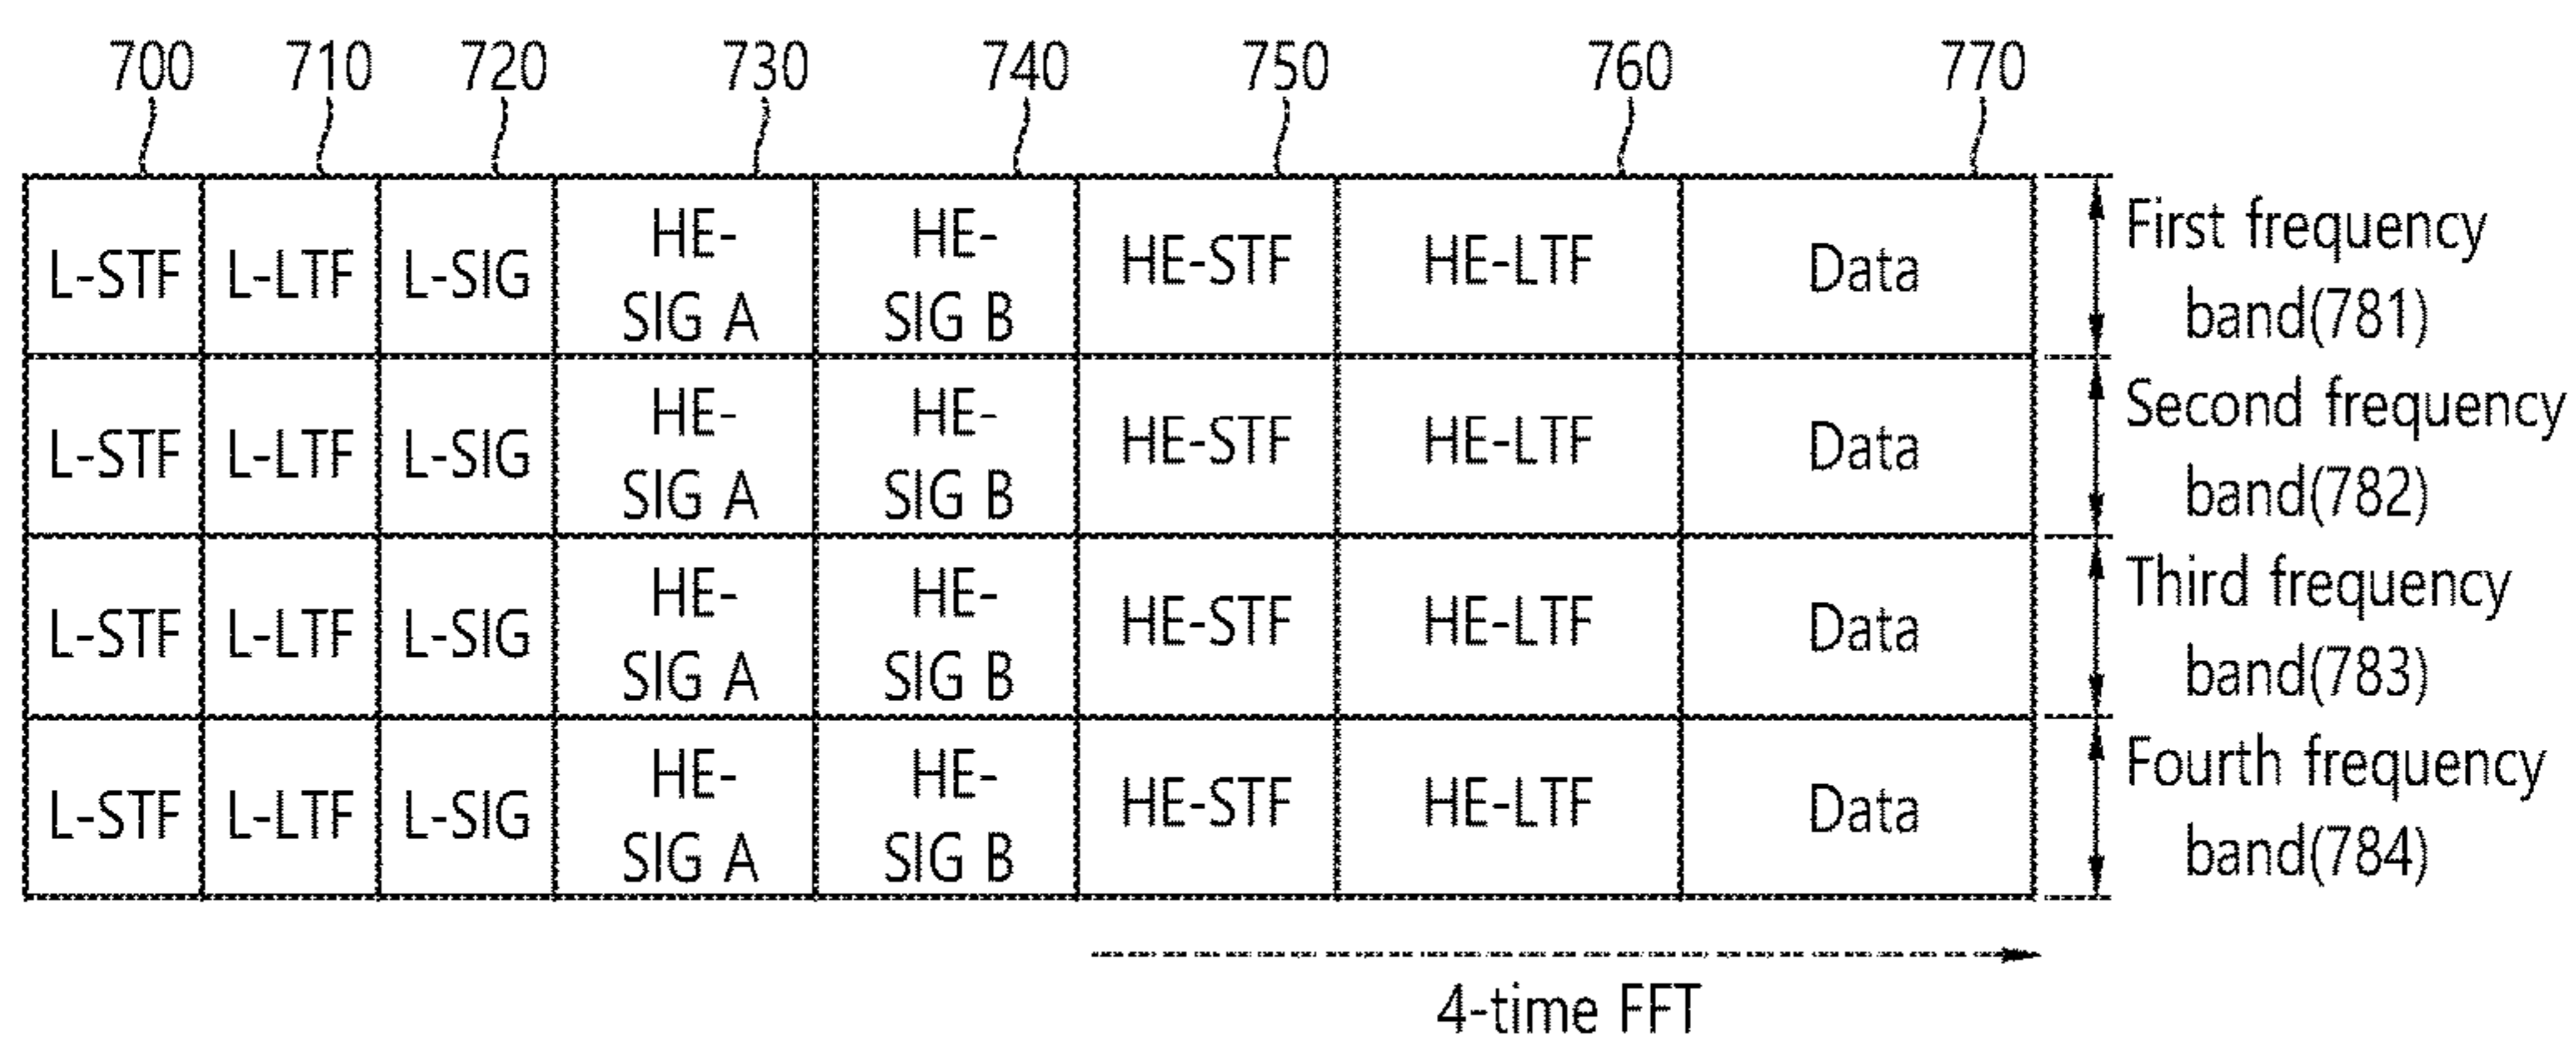 700 710 720 730 740 750 760 770
L-STF L-LTF L-SIG HE-SIG A HE-SIG B HE-STF HE-LTF Data First frequency band(781)
L-STF L-LTF L-SIG HE-SIG A HE-SIG B HE-STF HE-LTF Data Second frequency band(782)
L-STF L-LTF L-SIG HE-SIG A HE-SIG B HE-STF HE-LTF Data Third frequency band(783)
L-STF L-LTF L-SIG HE-SIG A HE-SIG B HE-STF HE-LTF Data Fourth frequency band(784)
4-time FFT